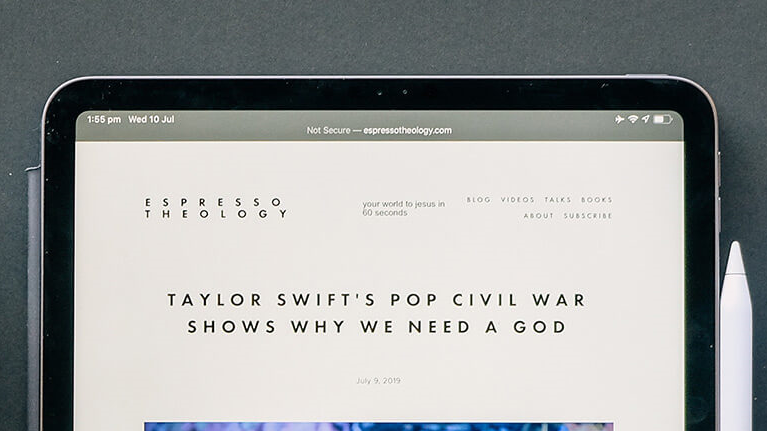 1:55 pm Wed 10 Jul
Not Secure — espressotheology.com
ESPRESSO
THEOLOGY
your world to jesus in
60 seconds
BLOG VIDEOS TALKS BOOKS
ABOUT SUBSCRIBE
TAYLOR SWIFT'S POP CIVIL WAR
SHOWS WHY WE NEED A GOD
July 9, 2019